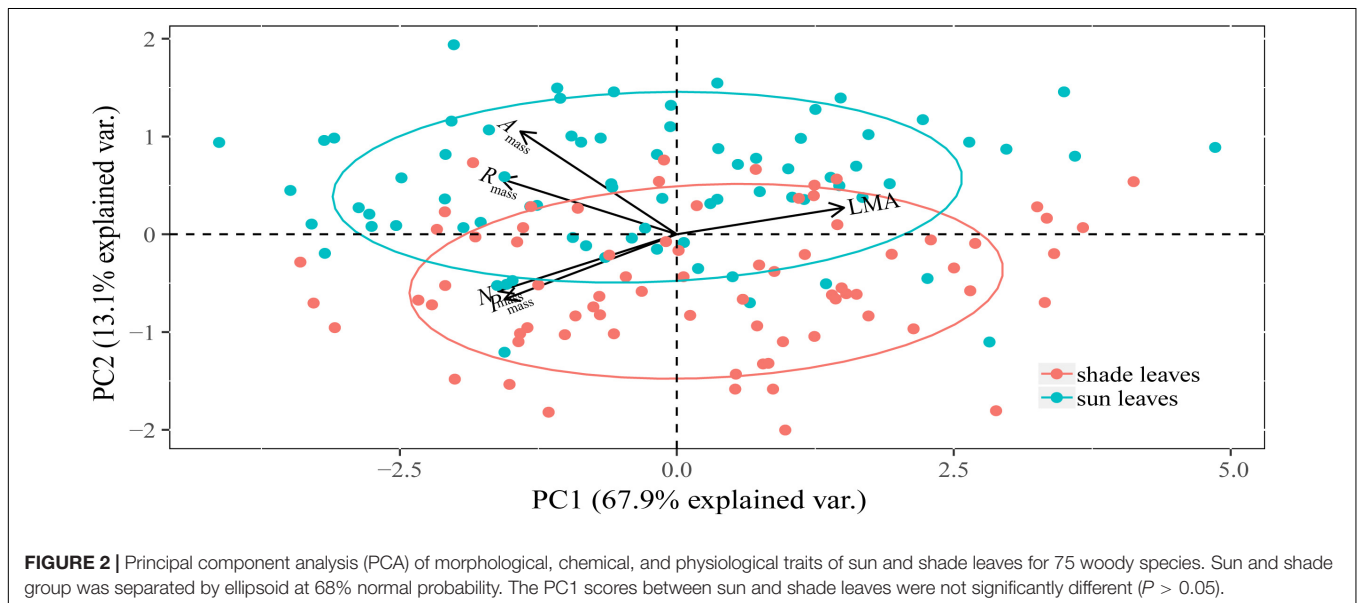 2
1
0
−1
−2
PC2 (13.1% explained var.)
A mass
R mass
LMA
N mass
P mass
shade leaves
sun leaves
−2.5
0.0
2.5
5.0
PC1 (67.9% explained var.)
FIGURE 2 | Principal component analysis (PCA) of morphological, chemical, and physiological traits of sun and shade leaves for 75 woody species. Sun and shade
group was separated by ellipsoid at 68% normal probability. The PC1 scores between sun and shade leaves were not significantly different (P > 0.05).